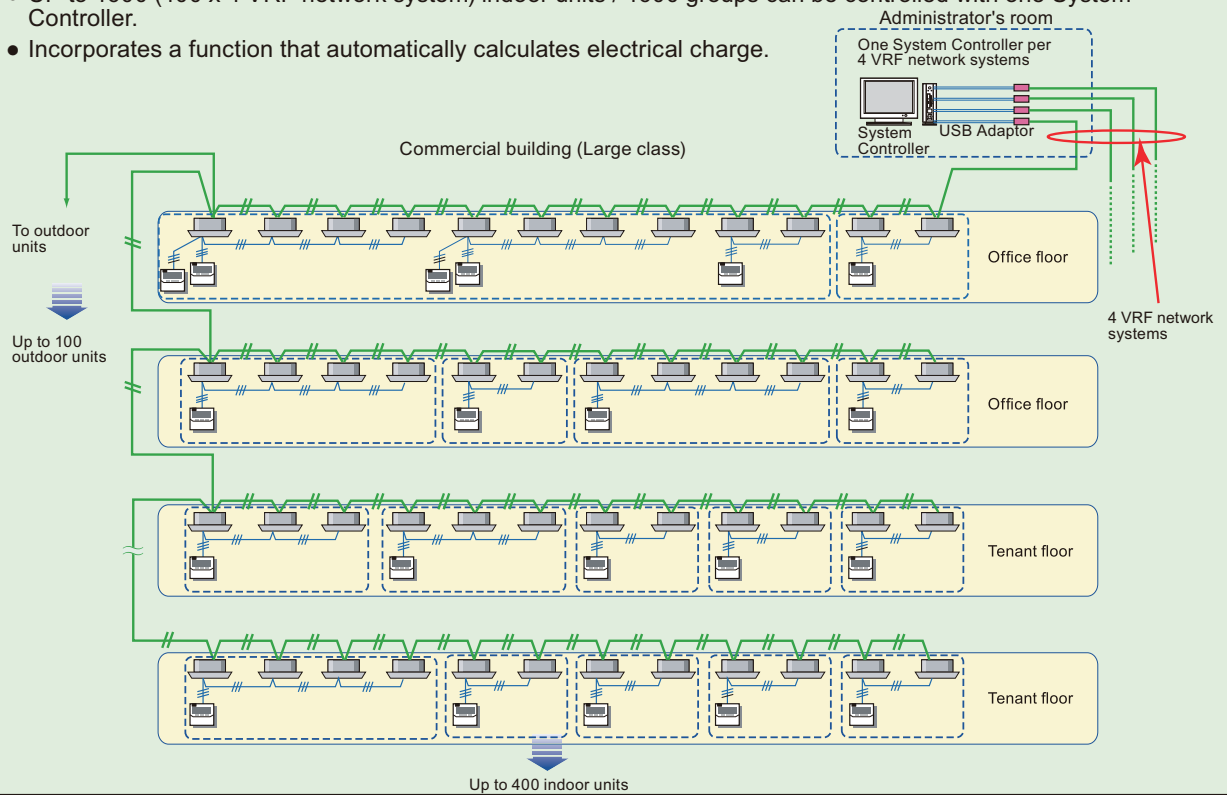 Controller.
● Incorporates a function that automatically calculates electrical charge.
Administrator's room
One System Controller per
4 VRF network systems
System
Controller
USB Adaptor
Commercial building (Large class)
To outdoor
units
Up to 100
outdoor units
Office floor
4 VRF network
systems
Office floor
Tenant floor
Tenant floor
Up to 400 indoor units